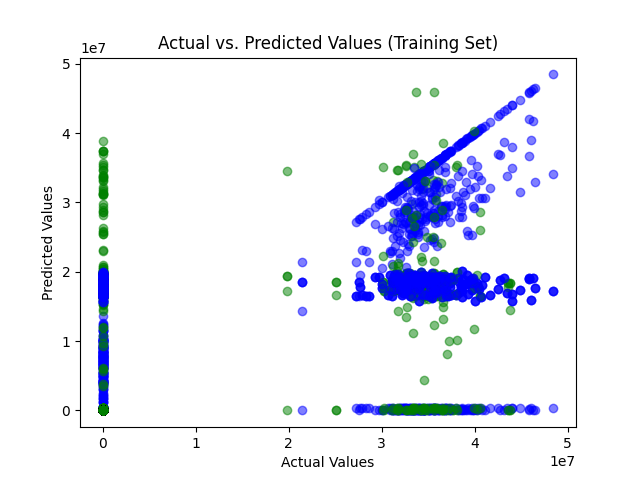 Actual vs. Predicted Values (Training Set)
1e7
5
4
3
2
1
0
Predicted Values
0
1
2
3
4
5
1e7
Actual Values